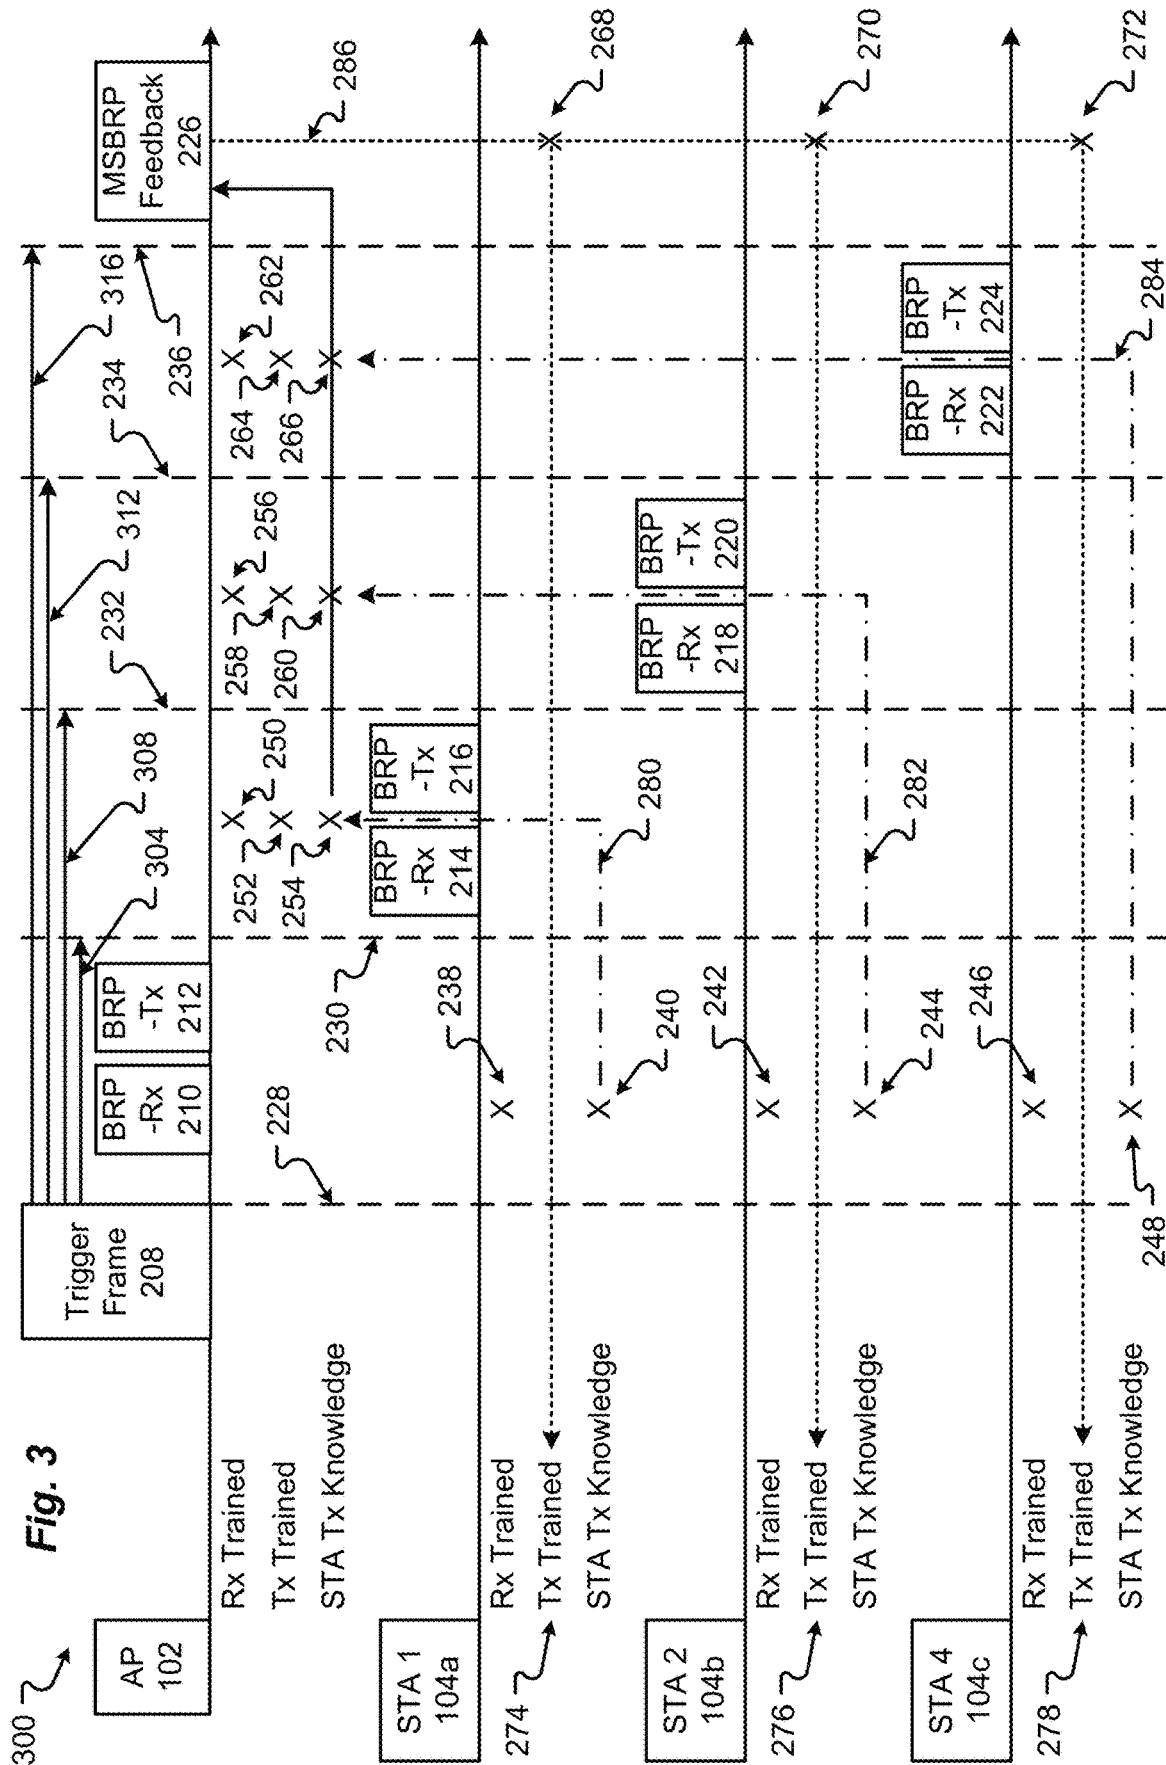 Fig. 3
300
AP
102
Trigger
Frame
208
BRP
-Rx
210
BRP
-Tx
212
304
308
312
316
MSBRP
Feedback
226
228
230
232
234
236
286
Rx Trained
Tx Trained
STA Tx Knowledge
250
252
254
256
258
260
262
264
266
X
X
X
X
X
X
X
X
X
STA 1
104a
Rx Trained
Tx Trained
STA Tx Knowledge
274
238
240
X
X
X
BRP
-Rx
214
BRP
-Tx
216
280
268
STA 2
104b
Rx Trained
Tx Trained
STA Tx Knowledge
276
242
244
X
X
X
BRP
-Rx
218
BRP
-Tx
220
282
270
STA 4
104c
Rx Trained
Tx Trained
STA Tx Knowledge
278
246
248
X
X
X
BRP
-Rx
222
BRP
-Tx
224
284
272